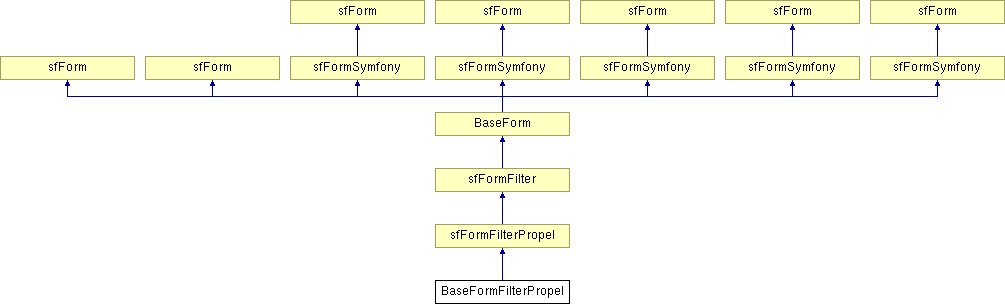 sfForm sfForm sfForm sfForm sfForm
sfForm sfForm sfFormSymfony sfFormSymfony sfFormSymfony sfFormSymfony sfFormSymfony
BaseForm
sfFormFilter
sfFormFilterPropel
BaseFormFilterPropel